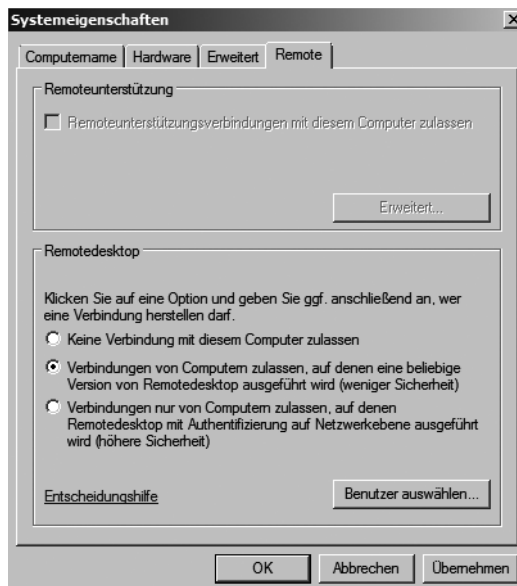 Systemeigenschaften
Computername Hardware Erweitert Remote
Remoteunterstützung
Remoteunterstützungsverbindungen mit diesem Computer zulassen
Erweitert...
Remotedesktop
Klicken Sie auf eine Option und geben Sie ggf. anschließend an, wer
eine Verbindung herstellen darf.
Keine Verbindung mit diesem Computer zulassen
Verbindungen von Computern zulassen, auf denen eine beliebige
Version von Remotedesktop ausgeführt wird (weniger Sicherheit)
Verbindungen nur von Computern zulassen, auf denen
Remotedesktop mit Authentifizierung auf Netzwerkebene ausgeführt
wird (höhere Sicherheit)
Entscheidungshilfe
Benutzer auswählen...
OK Abbrechen Übernehmen